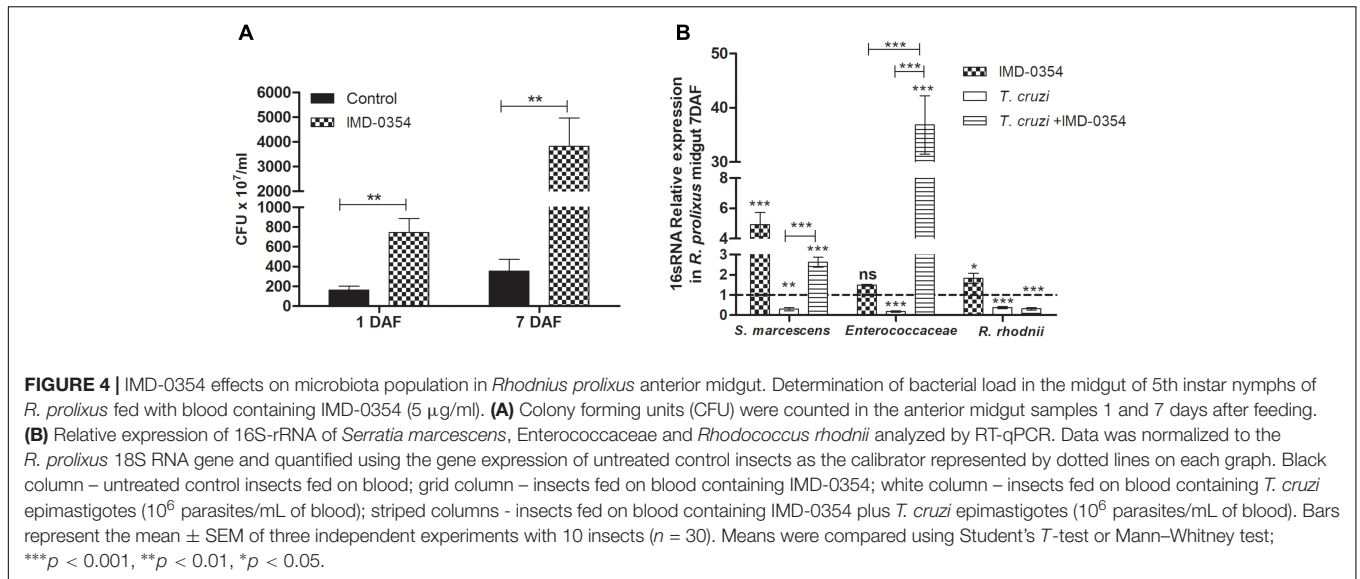 A
CFU x 10⁷/ml
6000
5000
4000
3000
2000
1000
800
600
400
200
0
Control
IMD-0354
**
**
1 DAF
7 DAF
B
16sRNA Relative expression
in R. prolixus midgut 7DAF
50
40
30
8
6
4
3
2
1
0
IMD-0354
T. cruzi
T. cruzi +IMD-0354
***
***
***
***
***
**
***
ns
***
*
***
***
S. marcescens
Enterococcaceae
R. rhodnii
FIGURE 4 | IMD-0354 effects on microbiota population in Rhodnius prolixus anterior midgut. Determination of bacterial load in the midgut of 5th instar nymphs of
R. prolixus fed with blood containing IMD-0354 (5 μg/ml). (A) Colony forming units (CFU) were counted in the anterior midgut samples 1 and 7 days after feeding.
(B) Relative expression of 16S-rRNA of Serratia marcescens, Enterococcaceae and Rhodococcus rhodnii analyzed by RT-qPCR. Data was normalized to the
R. prolixus 18S RNA gene and quantified using the gene expression of untreated control insects as the calibrator represented by dotted lines on each graph. Black
column – untreated control insects fed on blood; grid column – insects fed on blood containing IMD-0354; white column – insects fed on blood containing T. cruzi
epimastigotes (10⁶ parasites/mL of blood); striped columns - insects fed on blood containing IMD-0354 plus T. cruzi epimastigotes (10⁶ parasites/mL of blood). Bars
represent the mean ± SEM of three independent experiments with 10 insects (n = 30). Means were compared using Student's T-test or Mann–Whitney test;
***p < 0.001, **p < 0.01, *p < 0.05.